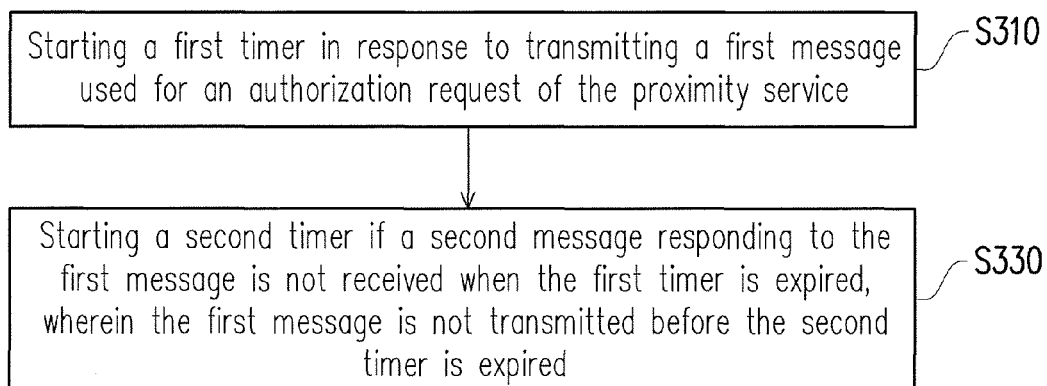 Starting a first timer in response to transmitting a first message
used for an authorization request of the proximity service
S310
Starting a second timer if a second message responding to the
first message is not received when the first timer is expired,
wherein the first message is not transmitted before the second
timer is expired
S330